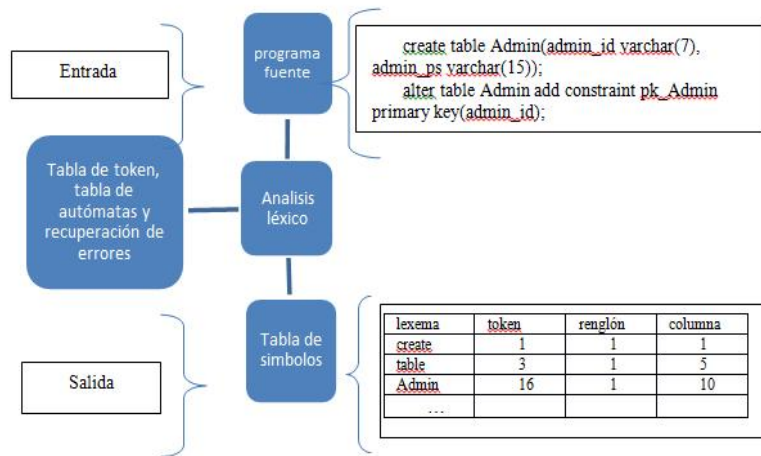 programa
fuente
Entrada
create table Admin(admin_id varchar(7),
admin_ps varchar(15));
alter table Admin add constraint pk_Admin
primary key(admin_id);
Tabla de token,
tabla de
autómatas y
recuperación de
errores
Analisis
léxico
Tabla de
simbolos
Salida
lexema token renglón columna
create 1 1 1
table 3 1 5
Admin 16 1 10
...